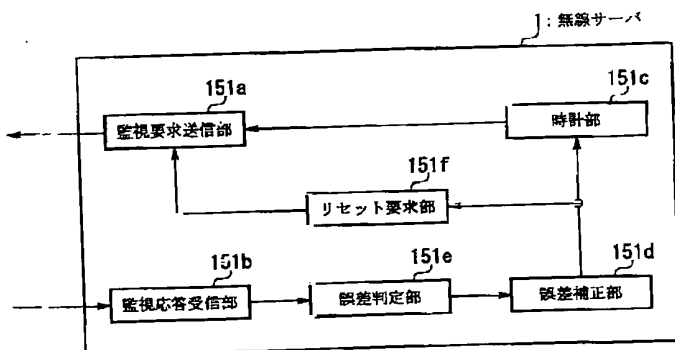 1:無線サーバ
151a
監視要求送信部
151c
時計部
151f
リセット要求部
151b
監視応答受信部
151e
誤差判定部
151d
誤差補正部